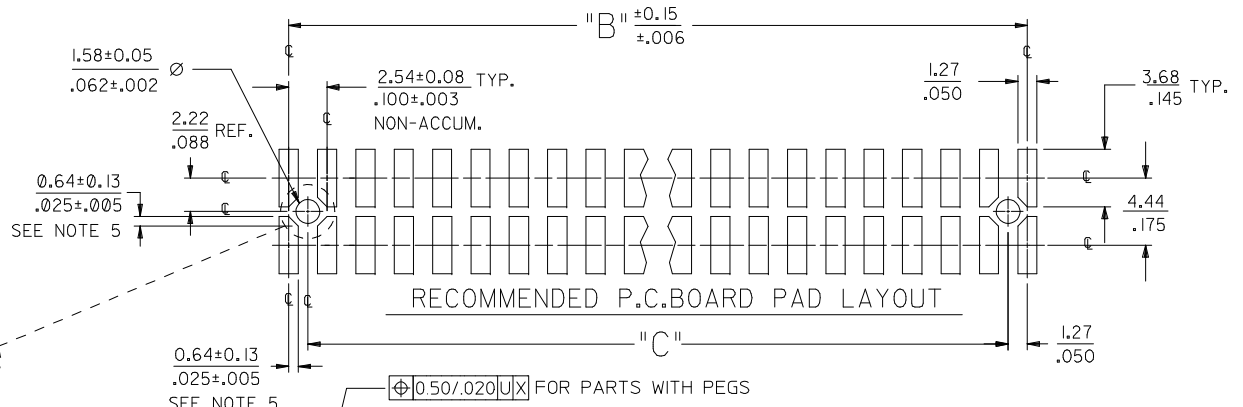 "B" ±0.15
±.006
℄ ℄
1.58±0.05 Ø
.062±.002
2.54±0.08 TYP.
.100±.003
NON-ACCUM.
℄
1.27
.050
3.68 TYP.
.145
2.22 REF.
.088
℄ ℄
0.64±0.13
.025±.005
SEE NOTE 5
℄
4.44
.175
℄
℄ ℄
RECOMMENDED P.C.BOARD PAD LAYOUT
"C"
1.27
.050
0.64±0.13
.025±.005
SEE NOTE 5
⌖ 0.50/.020 U X FOR PARTS WITH PEGS